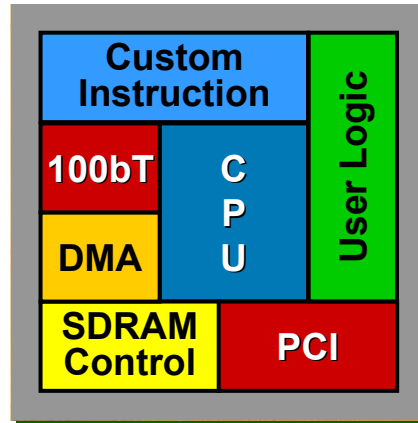 Custom
Instruction
User Logic
100bT
C
P
U
DMA
SDRAM
Control
PCI